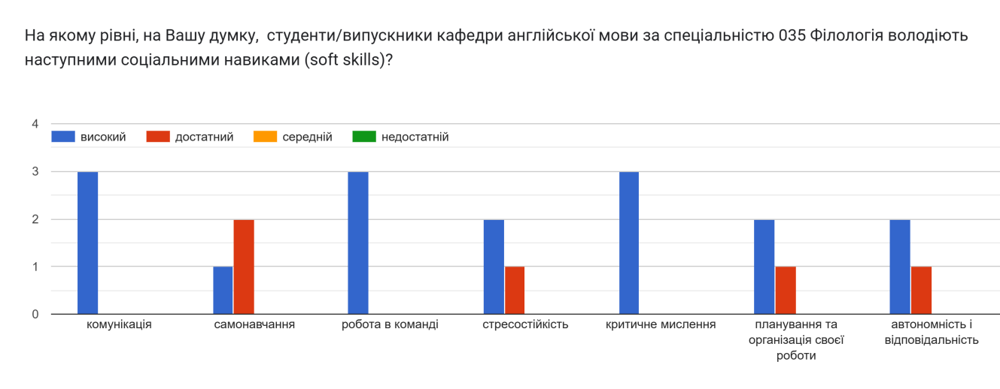 На якому рівні, на Вашу думку,  студенти/випускники кафедри англійської мови за спеціальністю 035 Філологія володіють
наступними соціальними навиками (soft skills)?
4
високий
достатний
середній
недостатній
3
2
1
0
комунікація
самонавчання
робота в команді
стресостійкість
критичне мислення
планування та
організація своєї
роботи
автономність і
відповідальність